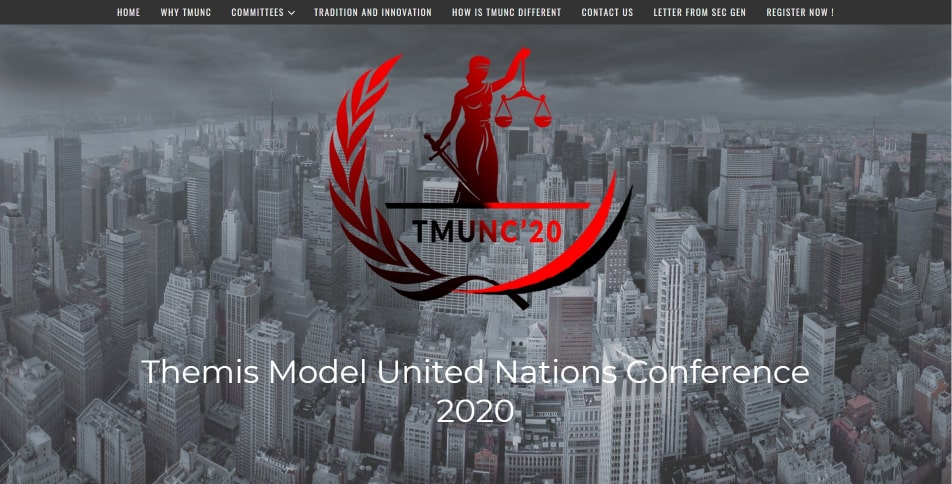 HOME WHY TMUNC COMMITTEES TRADITION AND INNOVATION HOW IS TMUNC DIFFERENT CONTACT US LETTER FROM SEC GEN REGISTER NOW !
TMUNC'20
Themis Model United Nations Conference
2020